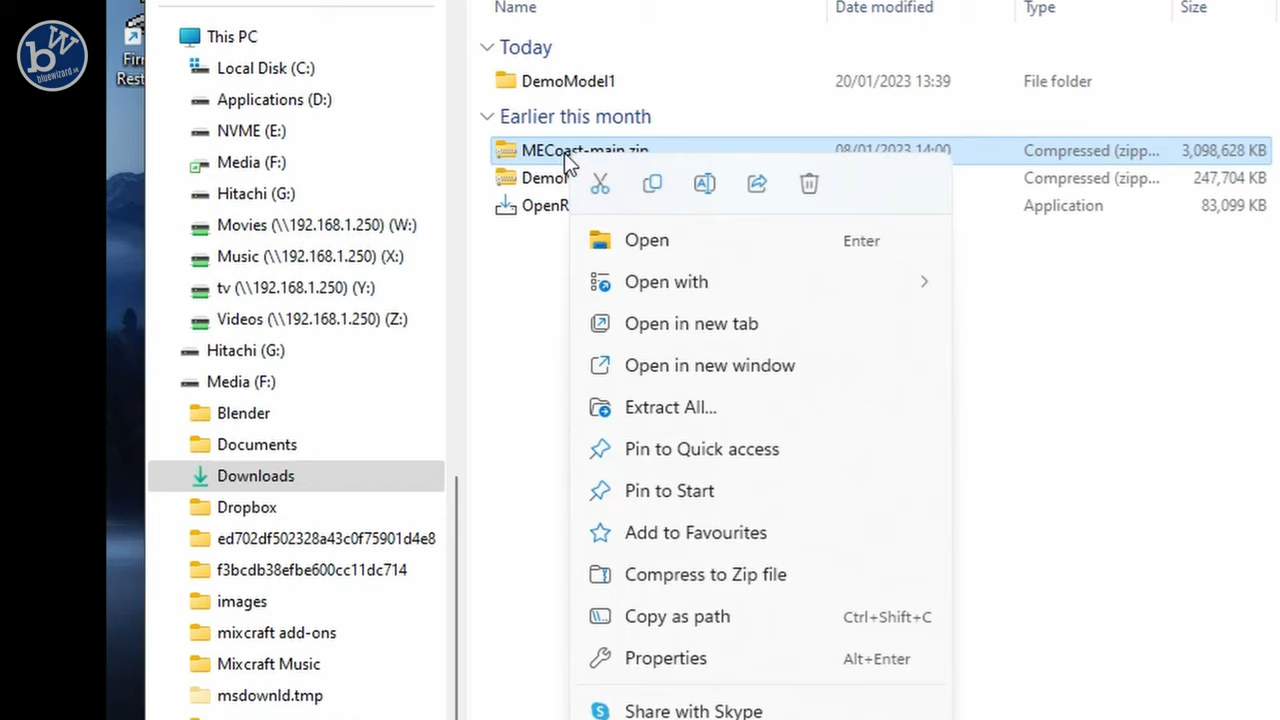 bw
bluewizard
Name Date modified Type Size
This PC
Local Disk (C:)
Applications (D:)
NVME (E:)
Media (F:)
Hitachi (G:)
Movies (\\192.168.1.250) (W:)
Music (\\192.168.1.250) (X:)
tv (\\192.168.1.250) (Y:)
Videos (\\192.168.1.250) (Z:)
Hitachi (G:)
Media (F:)
Blender
Documents
Downloads
Dropbox
ed702df502328a43c0f75901d4e8
f3bcdb38efbe600cc11dc714
images
mixcraft add-ons
Mixcraft Music
msdownld.tmp
Today
DemoModel1 20/01/2023 13:39 File folder
Earlier this month
MECoast-main.zip 08/01/2023 14:00 Compressed (zipp... 3,098,628 KB
Compressed (zipp... 247,704 KB
OpenR Application 83,099 KB
Open Enter
Open with
Open in new tab
Open in new window
Extract All...
Pin to Quick access
Pin to Start
Add to Favourites
Compress to Zip file
Copy as path Ctrl+Shift+C
Properties Alt+Enter
Share with Skype